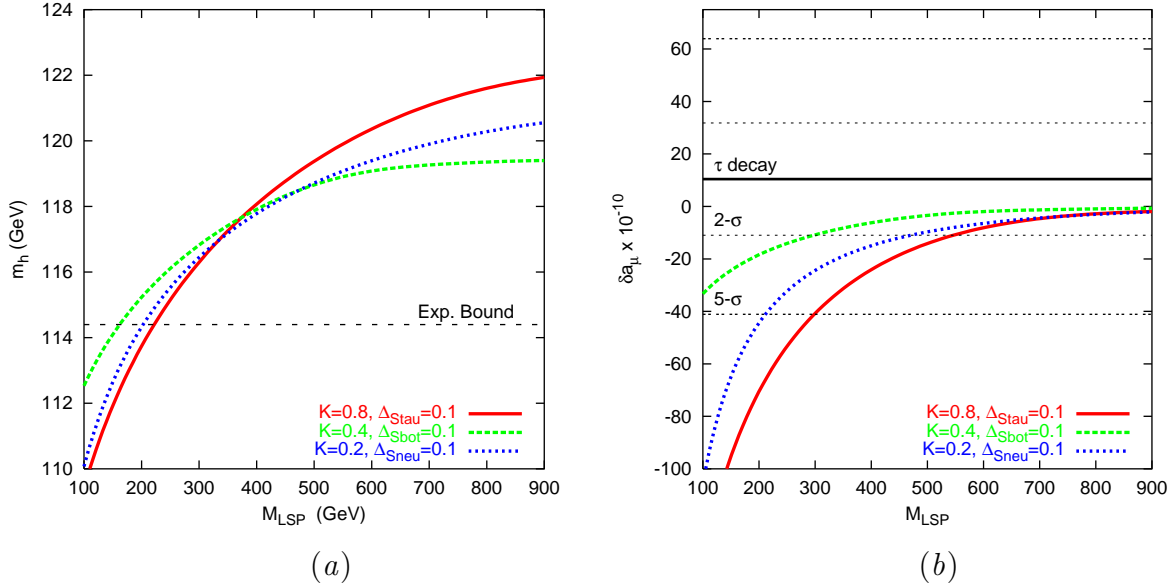 124
122
120
118
116
114
112
110
m_h (GeV)
Exp. Bound
K=0.8, Δ_Stau=0.1
K=0.4, Δ_Sbot=0.1
K=0.2, Δ_Sneu=0.1
100 200 300 400 500 600 700 800 900
M_LSP (GeV)
(a)
60
40
20
0
-20
-40
-60
-80
-100
δa_μ x 10^-10
τ decay
2-σ
5-σ
K=0.8, Δ_Stau=0.1
K=0.4, Δ_Sbot=0.1
K=0.2, Δ_Sneu=0.1
100 200 300 400 500 600 700 800 900
M_LSP
(b)